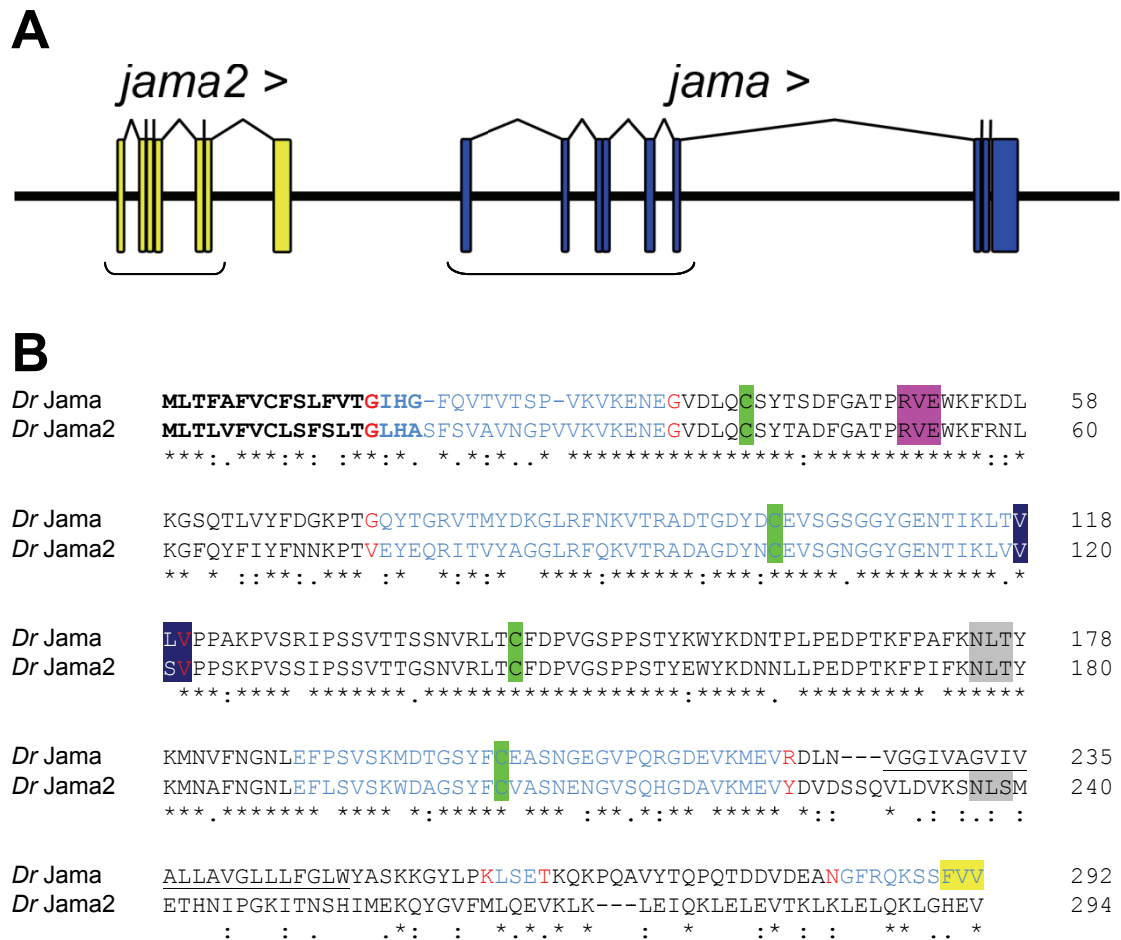 A
jama2 > jama >
B
Dr Jama MLTFAFVCFSLFVTGIHG-FQVTVTSP-VKVKENEGVDLQCSYTSDFGATPRVEWKFKDL 58
Dr Jama2 MLTLVFVCLSFSLTGLHASFSVAVNGPVVKVKENEGVDLQCSYTADFGATPRVEWKFRNL 60
***:.***:*: :**:*. *.*:*..* ****************:************::*
Dr Jama KGSQTLVYFDGKPTGQYTGRVTMYDKGLRFNKVTRADTGDYDCEVSGSGGYGENTIKLTV 118
Dr Jama2 KGFQYFIYFNNKPTVEYEQRITVYAGGLRFQKVTRADAGDYNCEVSGNGGYGENTIKLVV 120
** * ::**:.*** :* *:*:* ****:******:***:*****.**********.*
Dr Jama LVPPAKPVSRIPSSVTTSSNVRLTCFDPVGSPPSTYKWYKDNTPLPEDPTKFPAFKNLTY 178
Dr Jama2 SVPPSKPVSSIPSSVTTGSNVRLTCFDPVGSPPSTYEWYKDNNLLPEDPTKFPIFKNLTY 180
***:**** *******.******************:*****. ********* ******
Dr Jama KMNVFNGNLEFPSVSKMDTGSYFCEASNGEGVPQRGDEVKMEVRDLN---VGGIVAGVIV 235
Dr Jama2 KMNAFNGNLEFLSVSKWDAGSYFCVASNENGVSQHGDAVKMEVYDVDSSQVLDVKSNLSM 240
***.******* **** *:***** *** :**.*:** ***** *:: * .: :.: :
Dr Jama ALLAVGLLLFGLWYASKKGYLPKLSETKQKPQAVYTQPQTDDVDEANGFRQKSSFVV 292
Dr Jama2 ETHNIPGKITNSHIMEKQYGVFMLQEVKLK---LEIQKLELEVTKLKLELQKLGHEV 294
: : . .*: : *.*.* * : * :* : : ** .. *